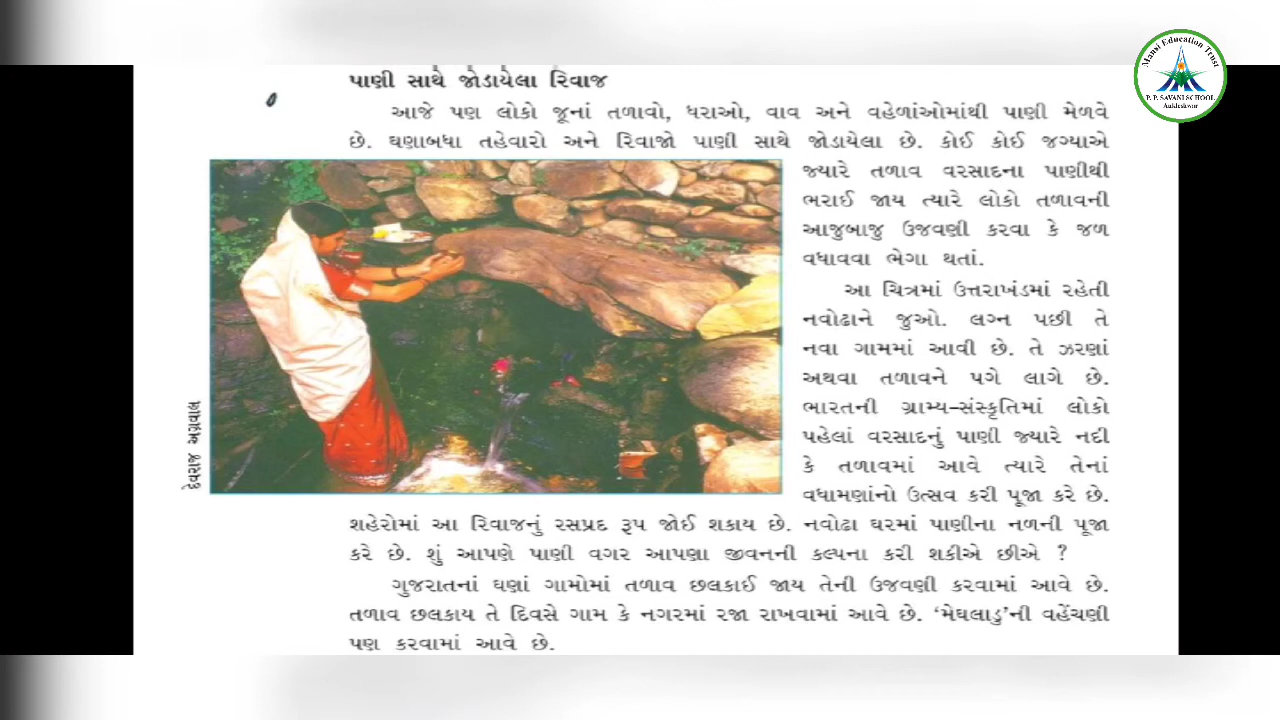 પાણી સાથે જોડાયેલા રિવાજ
આજે પણ લોકો જૂનાં તળાવો, ધરાઓ, વાવ અને વહેળાંઓમાંથી પાણી મેળવે
છે. ઘણાબધા તહેવારો અને રિવાજો પાણી સાથે જોડાયેલા છે. કોઈ કોઈ જગ્યાએ
જ્યારે તળાવ વરસાદના પાણીથી
ભરાઈ જાય ત્યારે લોકો તળાવની
આજુબાજુ ઉજવણી કરવા કે જળ
વધાવવા ભેગા થતાં.
આ ચિત્રમાં ઉત્તરાખંડમાં રહેતી
નવોઢાને જુઓ. લગ્ન પછી તે
નવા ગામમાં આવી છે. તે ઝરણાં
અથવા તળાવને પગે લાગે છે.
ભારતની ગ્રામ્ય-સંસ્કૃતિમાં લોકો
પહેલાં વરસાદનું પાણી જ્યારે નદી
કે તળાવમાં આવે ત્યારે તેનાં
વધામણાંનો ઉત્સવ કરી પૂજા કરે છે.
શહેરોમાં આ રિવાજનું રસપ્રદ રૂપ જોઈ શકાય છે. નવોઢા ઘરમાં પાણીના નળની પૂજા
કરે છે. શું આપણે પાણી વગર આપણા જીવનની કલ્પના કરી શકીએ છીએ ?
ગુજરાતનાં ઘણાં ગામોમાં તળાવ છલકાઈ જાય તેની ઉજવણી કરવામાં આવે છે.
તળાવ છલકાય તે દિવસે ગામ કે નગરમાં રજા રાખવામાં આવે છે. ‘મેઘલાડુ’ની વહેંચણી
પણ કરવામાં આવે છે.
દેવરાજ અગ્રવાલ
Mansi Education Trust
P. P. SAVANI SCHOOL
Ankleshwar